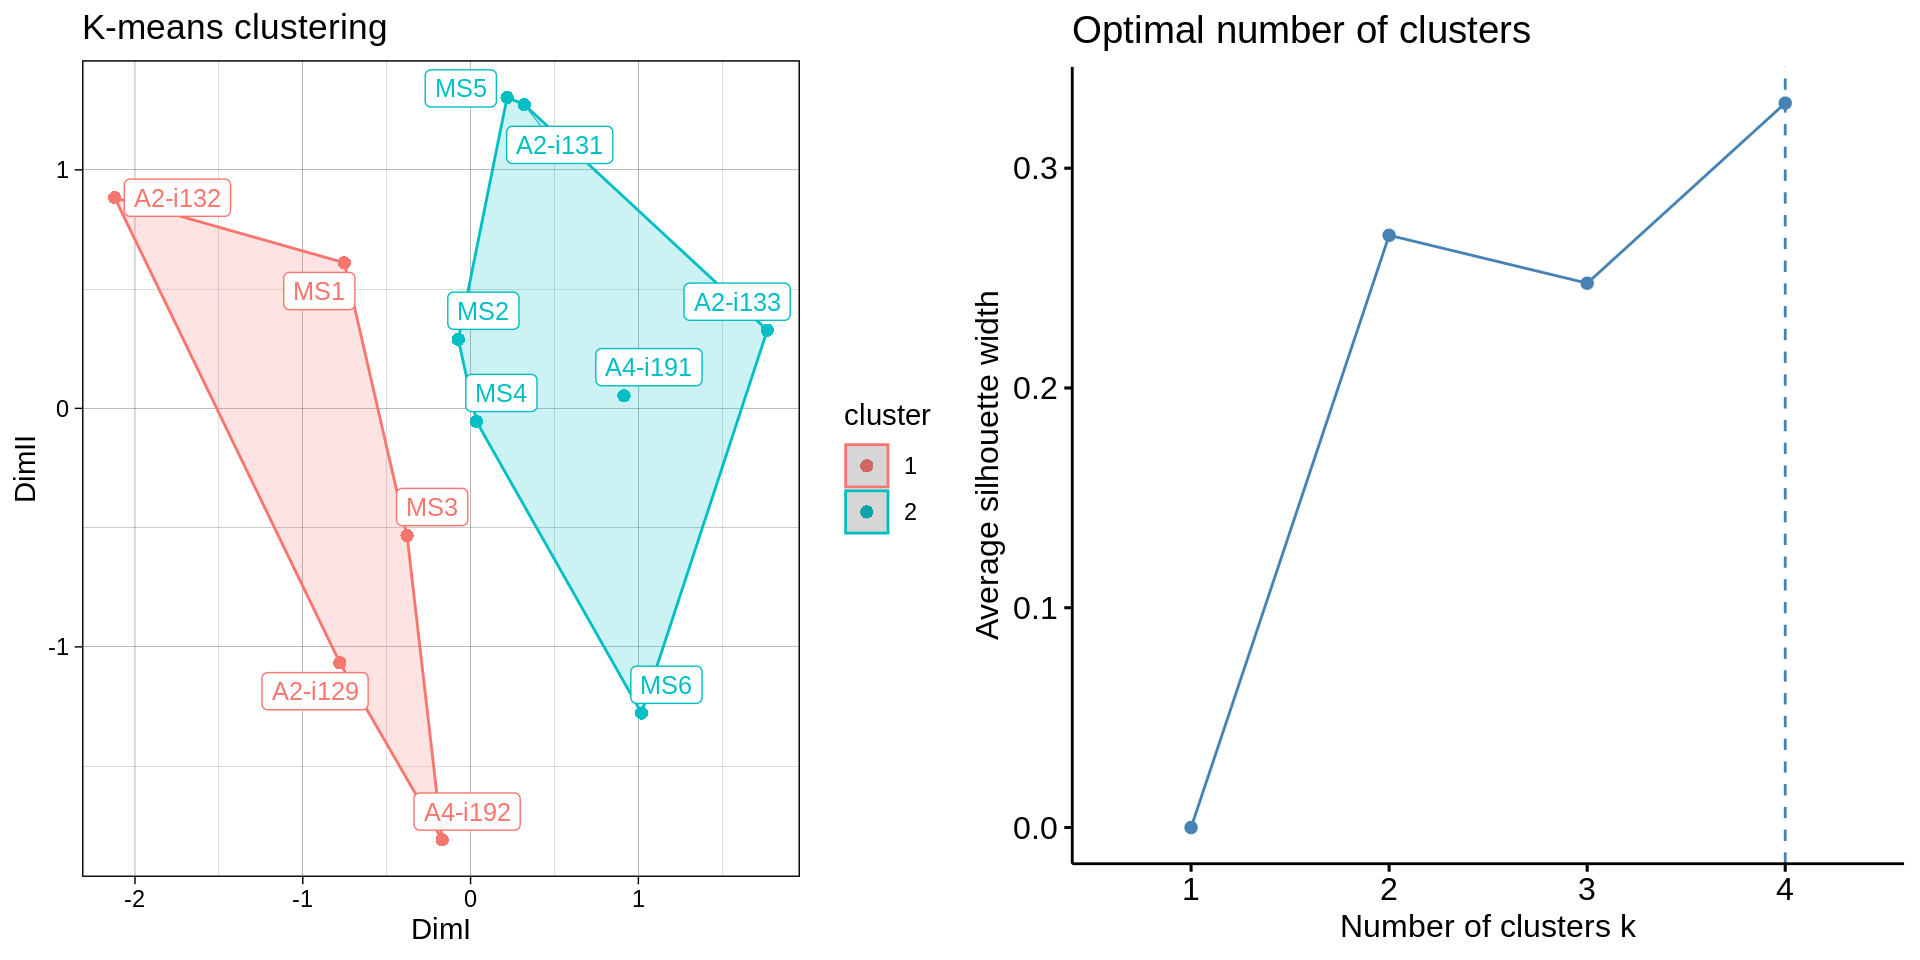 K-means clustering
MS5
A2-i131
A2-i132
MS1
MS2
A2-i133
A4-i191
MS4
MS3
A2-i129
MS6
A4-i192
1
0
-1
DimII
-2
-1
0
1
DimI
cluster
1
2
Optimal number of clusters
0.3
0.2
0.1
0.0
Average silhouette width
1
2
3
4
Number of clusters k